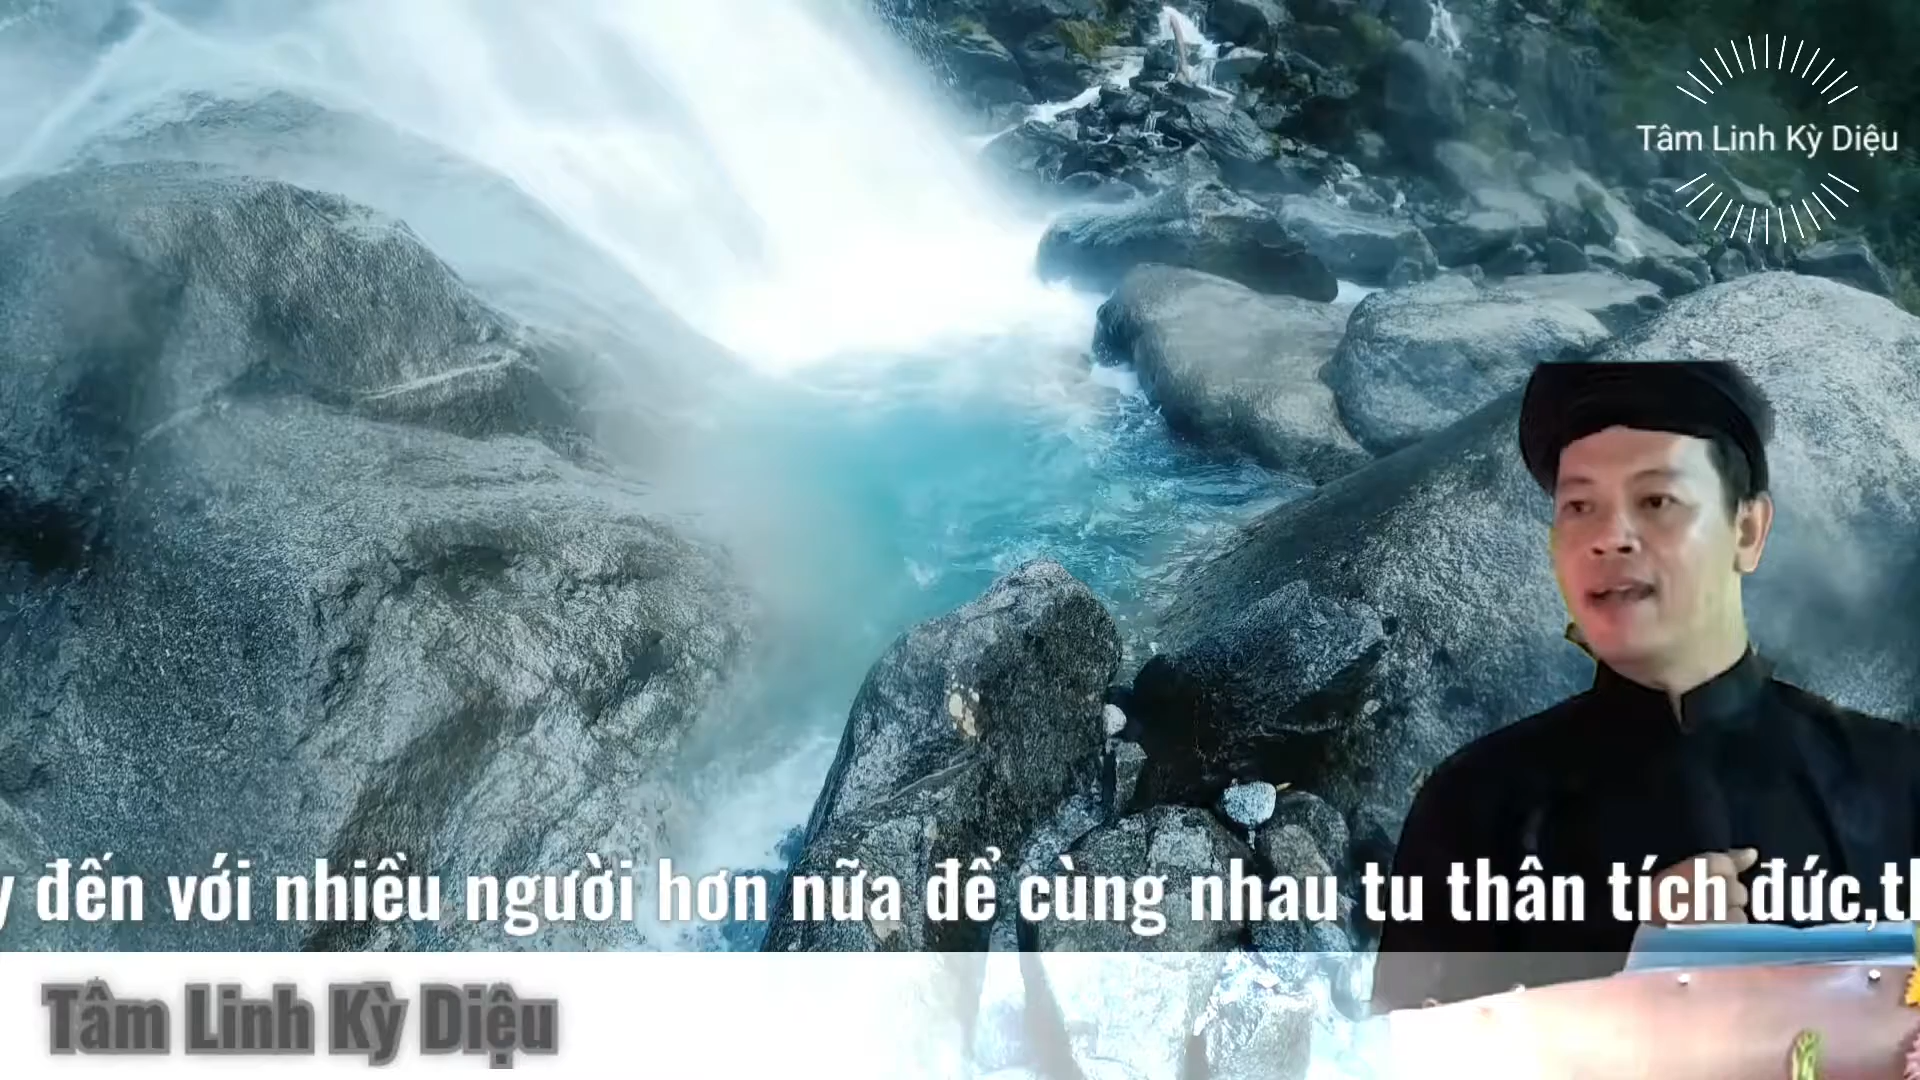 Tâm Linh Kỳ Diệu
đến với nhiều người hơn nữa để cùng nhau tu thân tích đức,
Tâm Linh Kỳ Diệu